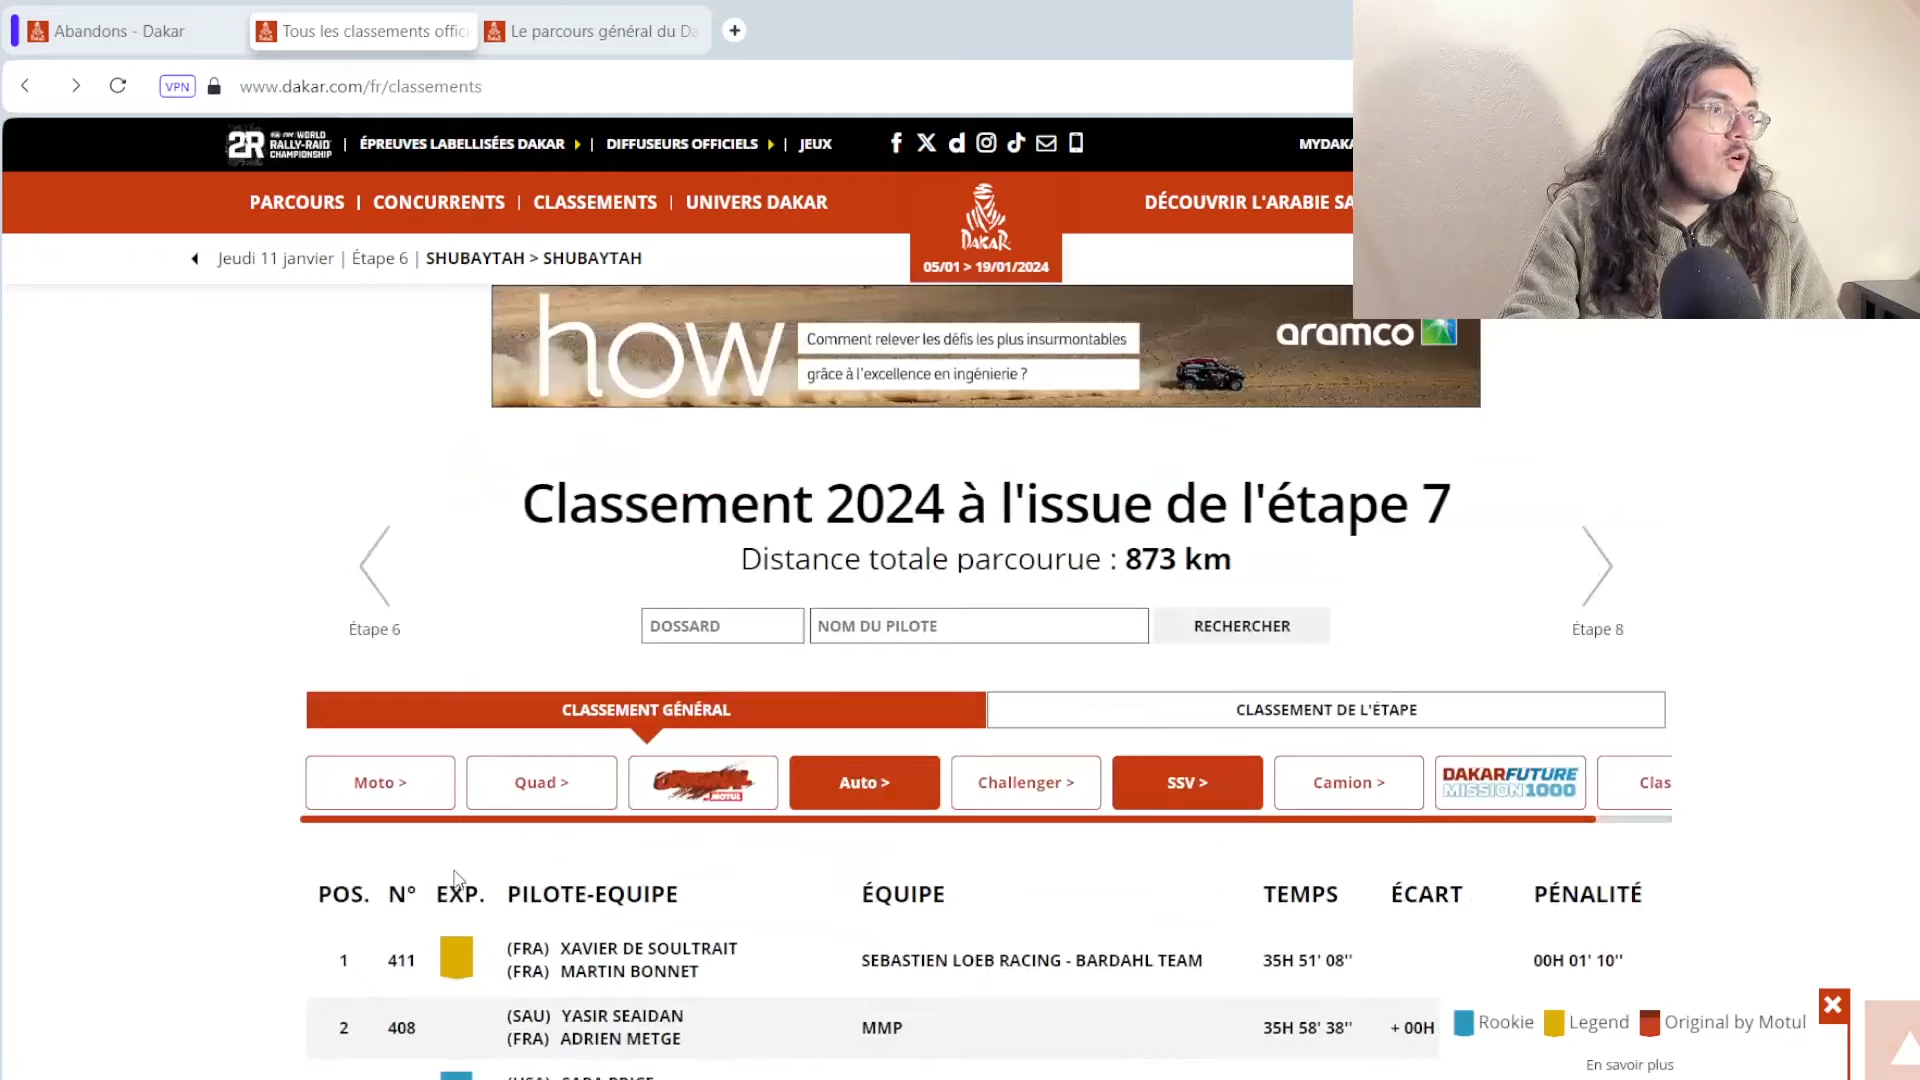 Abandons - Dakar
Tous les classements offic
Le parcours général du Da
VPN
www.dakar.com/fr/classements
2R WORLD RALLY-RAID CHAMPIONSHIP
ÉPREUVES LABELLISÉES DAKAR
DIFFUSEURS OFFICIELS
JEUX
MYDAKA
PARCOURS | CONCURRENTS | CLASSEMENTS | UNIVERS DAKAR
DÉCOUVRIR L'ARABIE SA
DAKAR
05/01 > 19/01/2024
Jeudi 11 janvier | Étape 6 | SHUBAYTAH > SHUBAYTAH
how
Comment relever les défis les plus insurmontables
grâce à l'excellence en ingénierie ?
aramco
Classement 2024 à l'issue de l'étape 7
Distance totale parcourue : 873 km
Étape 6
DOSSARD
NOM DU PILOTE
RECHERCHER
Étape 8
CLASSEMENT GÉNÉRAL
CLASSEMENT DE L'ÉTAPE
Moto >
Quad >
MOTUL
Auto >
Challenger >
SSV >
Camion >
DAKARFUTURE
MISSION1000
Clas
POS. N° EXP. PILOTE-EQUIPE ÉQUIPE TEMPS ÉCART PÉNALITÉ
1 411 (FRA) XAVIER DE SOULTRAIT
(FRA) MARTIN BONNET
SEBASTIEN LOEB RACING - BARDAHL TEAM 35H 51' 08'' 00H 01' 10''
2 408 (SAU) YASIR SEAIDAN
(FRA) ADRIEN METGE
MMP 35H 58' 38'' + 00H
Rookie Legend Original by Motul
En savoir plus